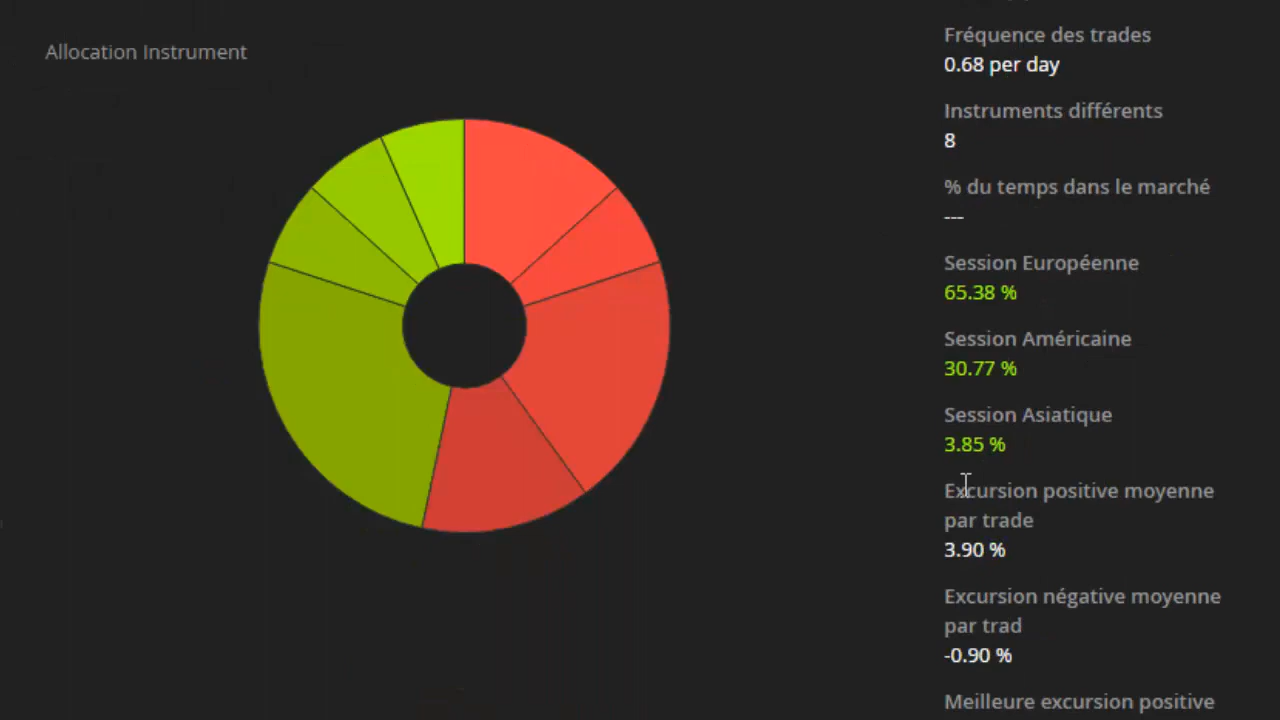 Allocation Instrument
Fréquence des trades
0.68 per day
Instruments différents
8
% du temps dans le marché
---
Session Européenne
65.38 %
Session Américaine
30.77 %
Session Asiatique
3.85 %
Excursion positive moyenne
par trade
3.90 %
Excursion négative moyenne
par trad
-0.90 %
Meilleure excursion positive